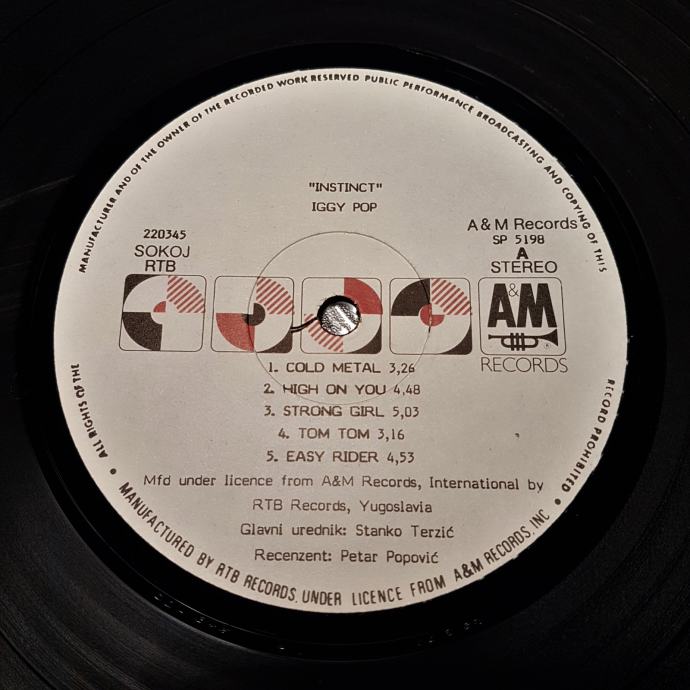 MANUFACTURER AND OF THE OWNER OF THE RECORDED WORK RESERVED PUBLIC PERFORMANCE BROADCASTING AND COPYING OF THIS
"INSTINCT"
IGGY POP
220345
SOKOJ
RTB
A & M Records
SP 5198
A
STEREO
A&M
RECORDS
1. COLD METAL 3,26
2. HIGH ON YOU 4,48
3. STRONG GIRL 5,03
4. TOM TOM 3,16
5. EASY RIDER 4,53
Mfd under licence from A&M Records, International by
RTB Records, Yugoslavia
Glavni urednik: Stanko Terzić
Recenzent: Petar Popović
RECORD PROHIBITED •
• ALL RIGHTS OF THE
MANUFACTURED BY RTB RECORDS, UNDER LICENCE FROM A&M RECORDS, INC